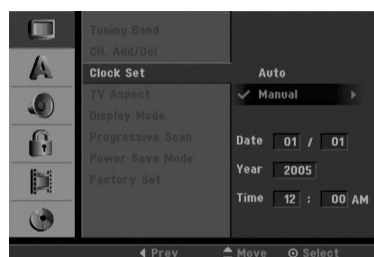 Tuning Band
CH. Add/Del
Clock Set
TV Aspect
Display Mode
Progressive Scan
Power Save Mode
Factory Set
Auto
✓ Manual
Date 01 / 01
Year 2005
Time 12 : 00 AM
A
Prev Move Select